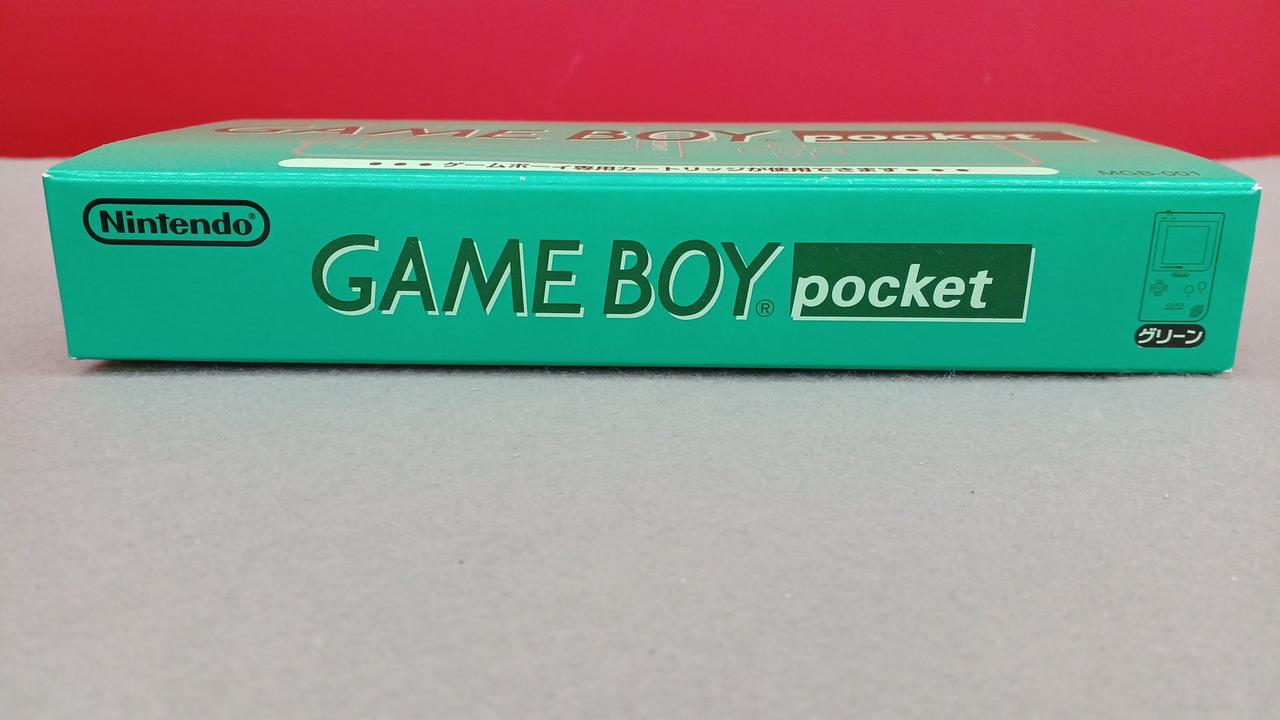 GAME BOY pocket
••• ゲームボーイ専用カートリッジが使用できます •••
MGB-001
Nintendo®
GAME BOY® pocket
グリーン